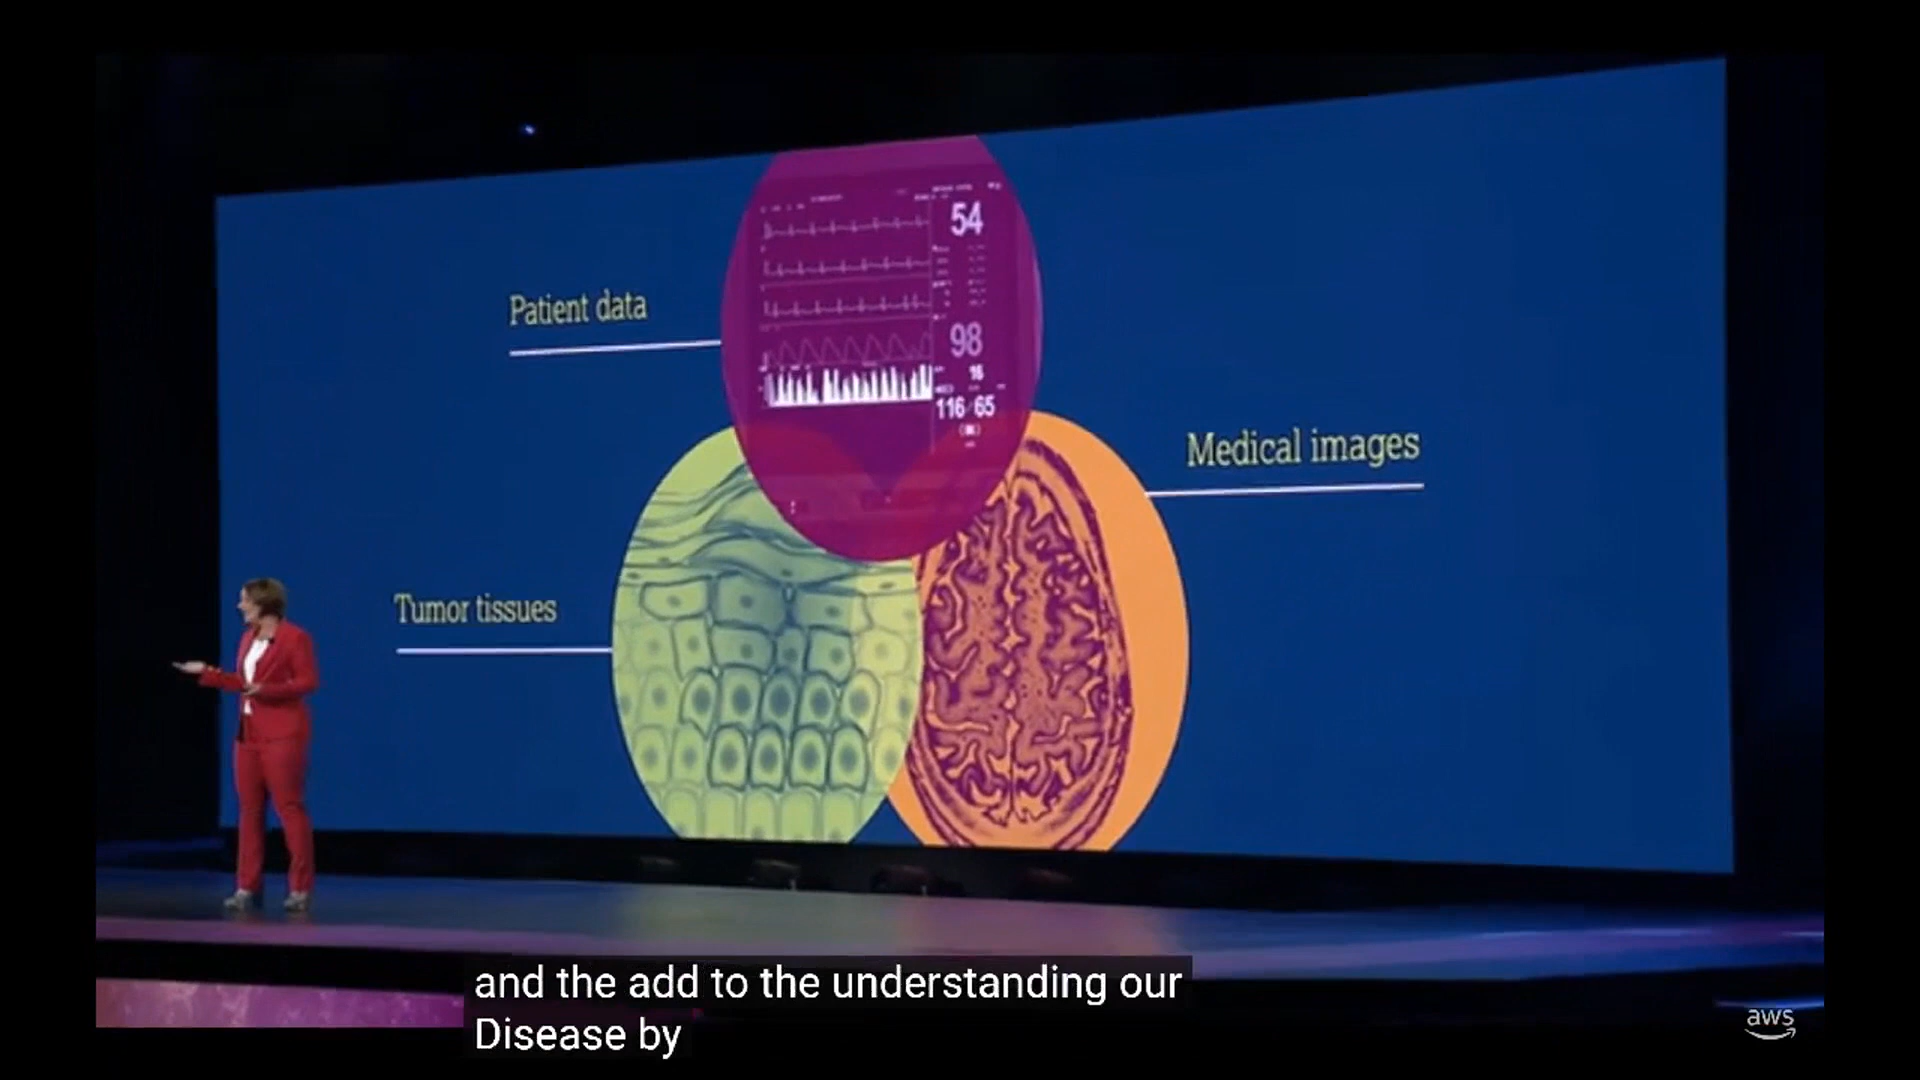 54
Patient data
98
16
116/65
Medical images
Tumor tissues
and the add to the understanding our
Disease by
aws